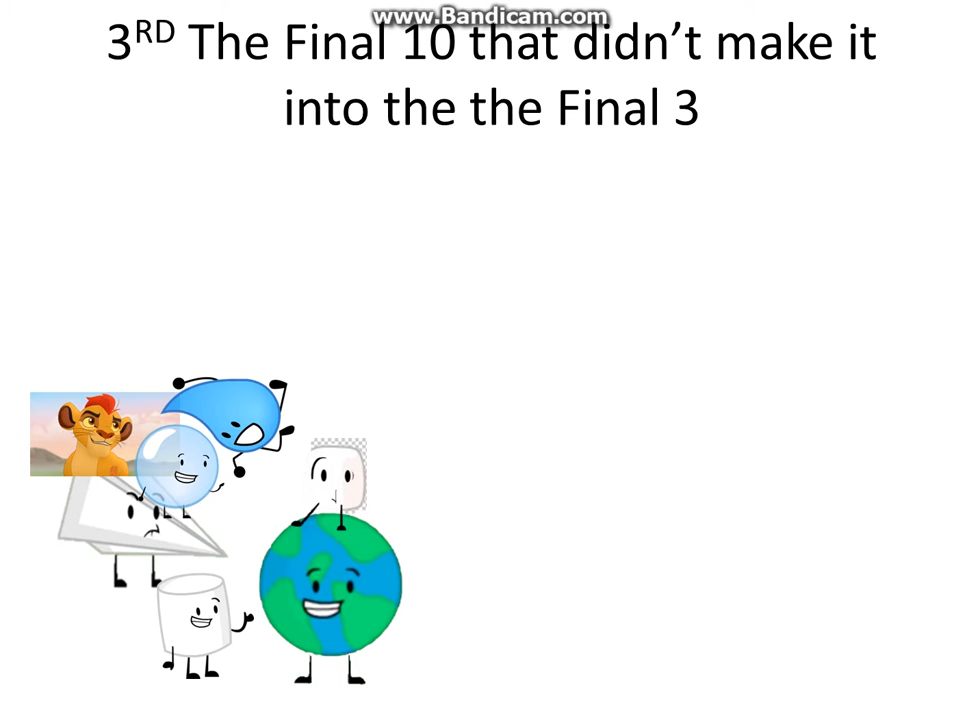 www.Bandicam.com
3RD The Final 10 that didn’t make it
into the the Final 3